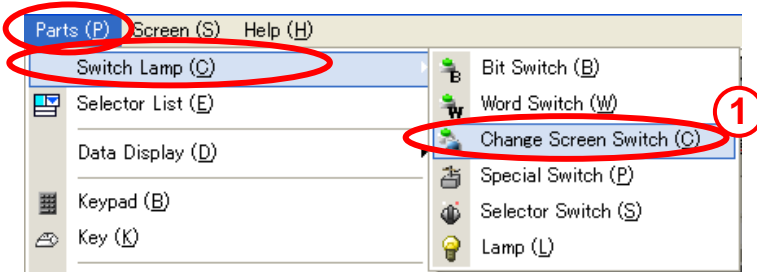 Parts (P) Screen (S) Help (H)
Switch Lamp (C)
Selector List (E)
Data Display (D)
Keypad (B)
Key (K)
Bit Switch (B)
Word Switch (W)
1
Change Screen Switch (C)
Special Switch (P)
Selector Switch (S)
Lamp (L)